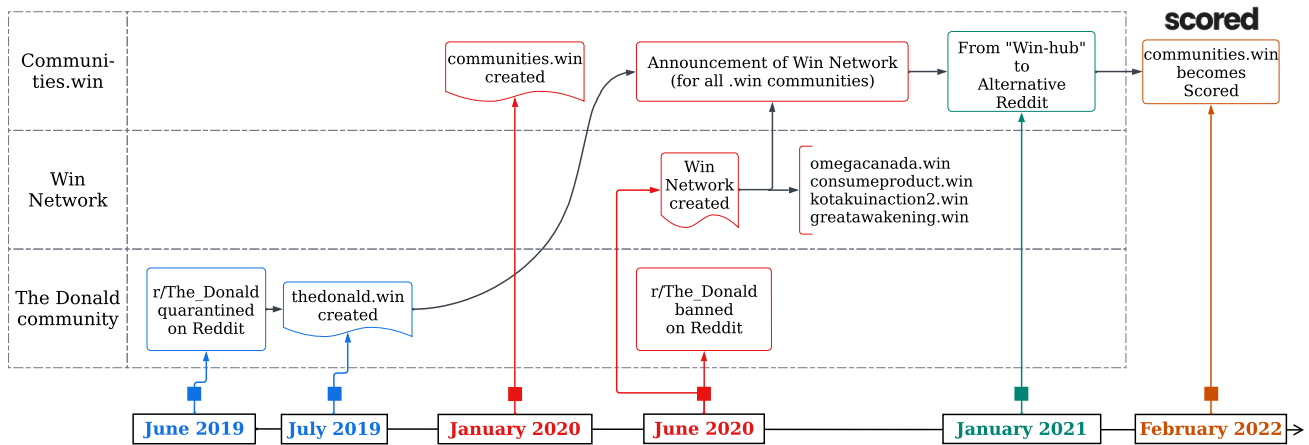 scored
Communi-
ties.win
communities.win
created
Announcement of Win Network
(for all .win communities)
From "Win-hub"
to
Alternative
Reddit
communities.win
becomes
Scored
Win
Network
Win
Network
created
omegacanada.win
consumeproduct.win
kotakuinaction2.win
greatawakening.win
The Donald
community
r/The_Donald
quarantined
on Reddit
thedonald.win
created
r/The_Donald
banned
on Reddit
June 2019
July 2019
January 2020
June 2020
January 2021
February 2022